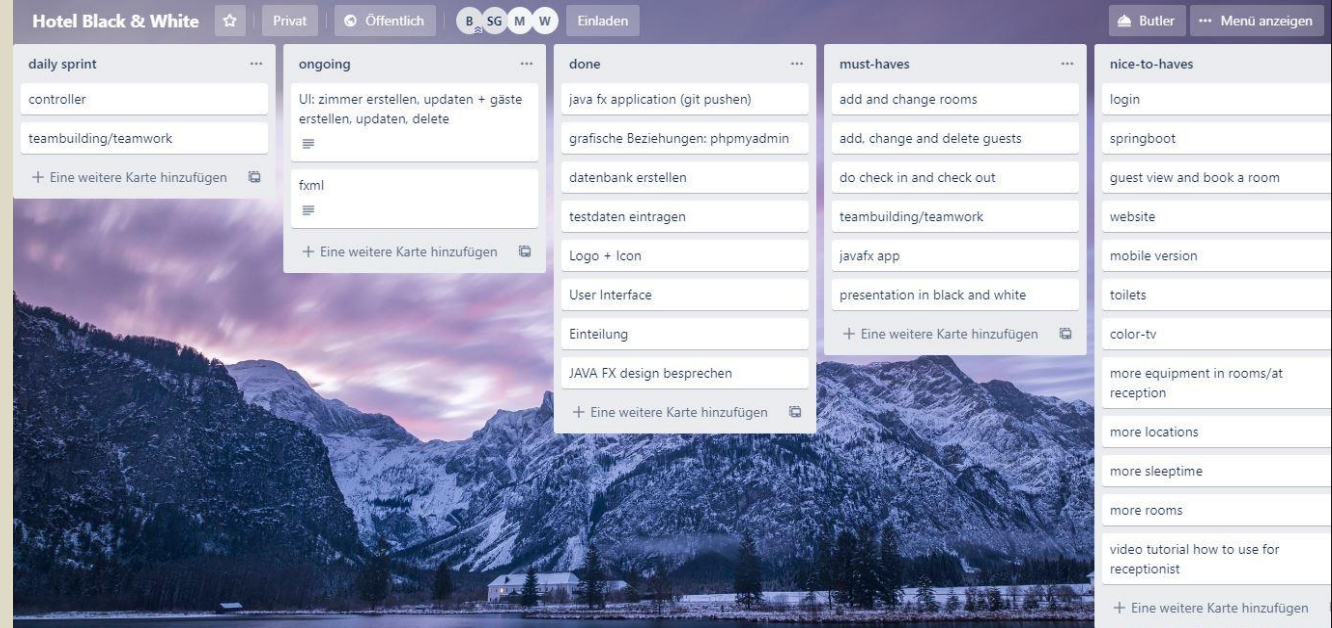 Hotel Black & White
Privat
Öffentlich
B SG M W
Einladen
Butler
Menü anzeigen
daily sprint
controller
teambuilding/teamwork
Eine weitere Karte hinzufügen
ongoing
UI: zimmer erstellen, updaten + gäste
erstellen, updaten, delete
fxml
Eine weitere Karte hinzufügen
done
java fx application (git pushen)
grafische Beziehungen: phpmyadmin
datenbank erstellen
testdaten eintragen
Logo + Icon
User Interface
Einteilung
JAVA FX design besprechen
Eine weitere Karte hinzufügen
must-haves
add and change rooms
add, change and delete guests
do check in and check out
teambuilding/teamwork
javafx app
presentation in black and white
Eine weitere Karte hinzufügen
nice-to-haves
login
springboot
guest view and book a room
website
mobile version
toilets
color-tv
more equipment in rooms/at
reception
more locations
more sleeptime
more rooms
video tutorial how to use for
receptionist
Eine weitere Karte hinzufügen